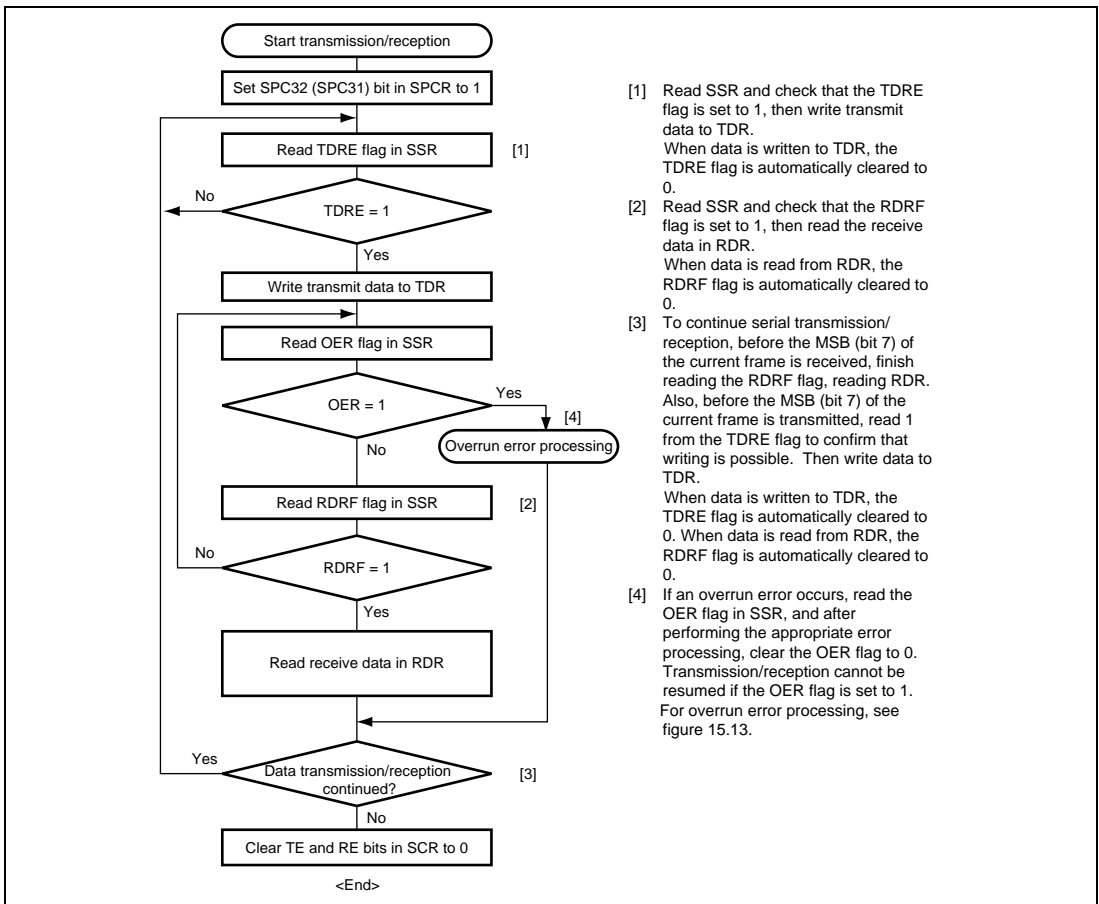 Start transmission/reception
Set SPC32 (SPC31) bit in SPCR to 1
Read TDRE flag in SSR
[1]
No
TDRE = 1
Yes
Write transmit data to TDR
Read OER flag in SSR
OER = 1
Yes
[4]
Overrun error processing
No
Read RDRF flag in SSR
[2]
No
RDRF = 1
Yes
Read receive data in RDR
Yes
Data transmission/reception
continued?
[3]
No
Clear TE and RE bits in SCR to 0
<End>
[1] Read SSR and check that the TDRE
flag is set to 1, then write transmit
data to TDR.
When data is written to TDR, the
TDRE flag is automatically cleared to
0.
[2] Read SSR and check that the RDRF
flag is set to 1, then read the receive
data in RDR.
When data is read from RDR, the
RDRF flag is automatically cleared to
0.
[3] To continue serial transmission/
reception, before the MSB (bit 7) of
the current frame is received, finish
reading the RDRF flag, reading RDR.
Also, before the MSB (bit 7) of the
current frame is transmitted, read 1
from the TDRE flag to confirm that
writing is possible. Then write data to
TDR.
When data is written to TDR, the
TDRE flag is automatically cleared to
0. When data is read from RDR, the
RDRF flag is automatically cleared to
0.
[4] If an overrun error occurs, read the
OER flag in SSR, and after
performing the appropriate error
processing, clear the OER flag to 0.
Transmission/reception cannot be
resumed if the OER flag is set to 1.
For overrun error processing, see
figure 15.13.